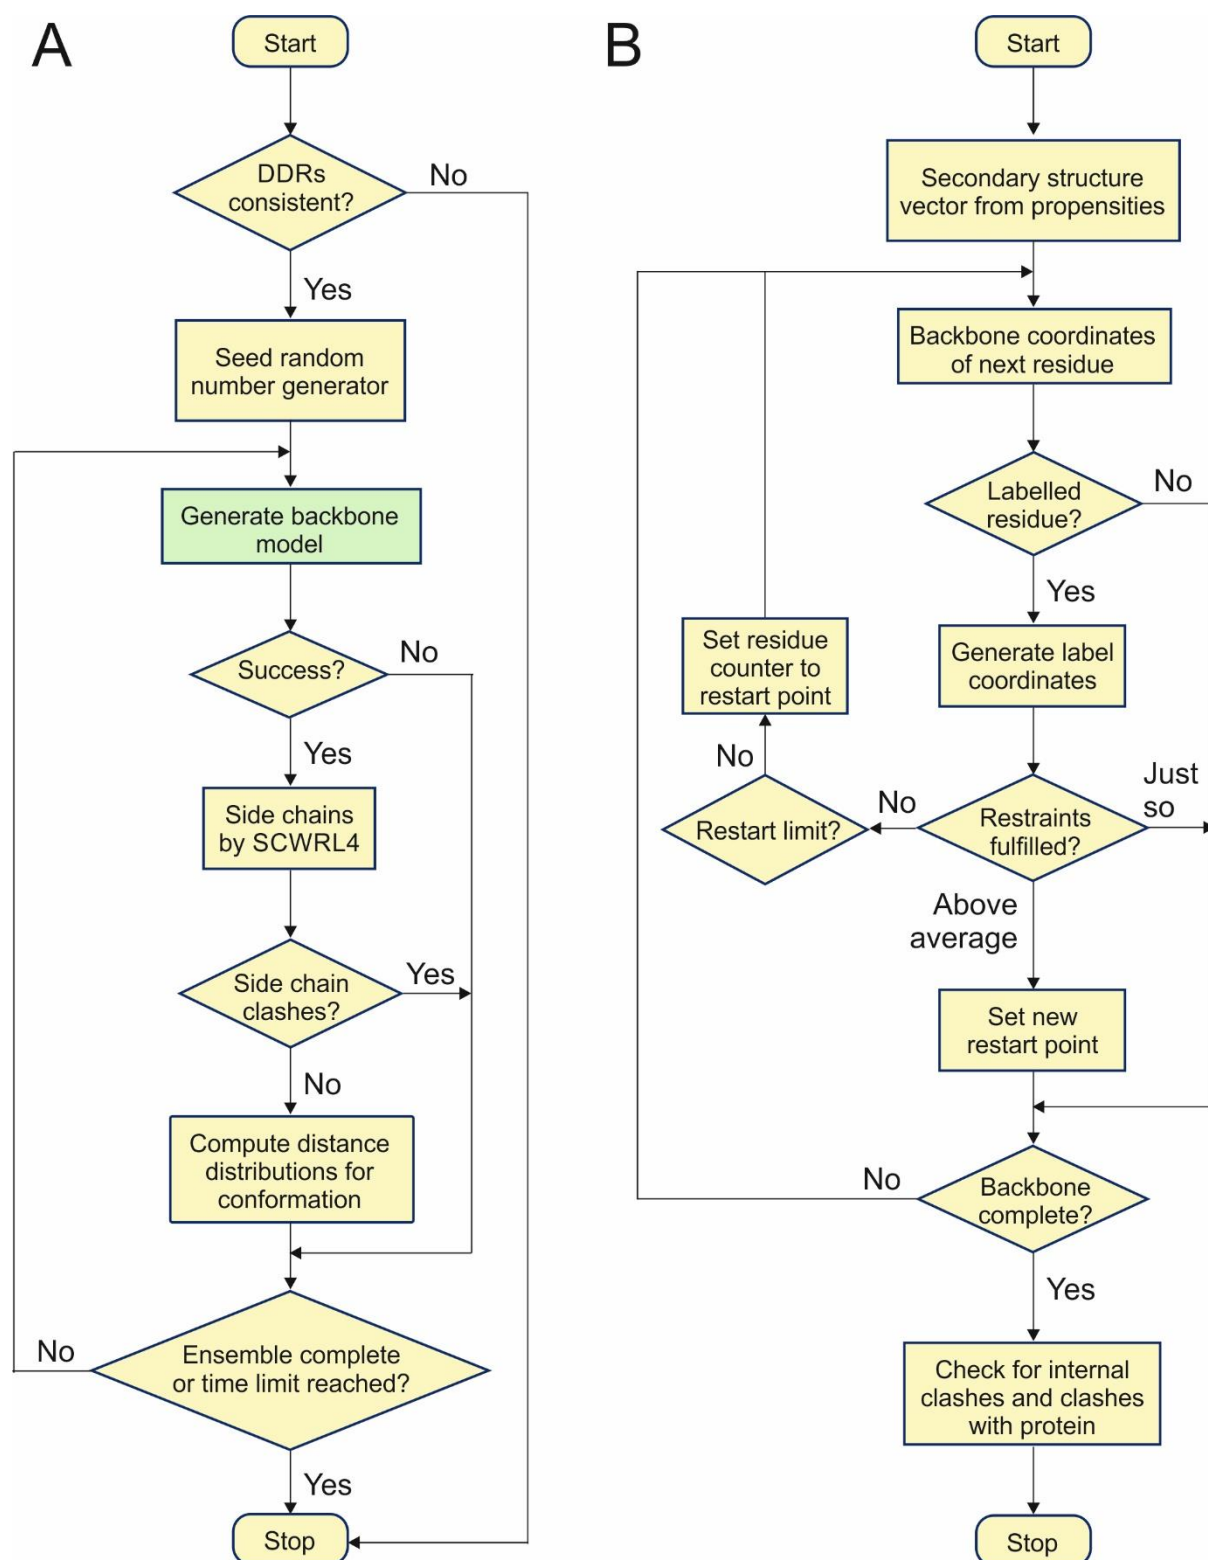 A
Start
DDRs
consistent?
No
Yes
Seed random
number generator
Generate backbone
model
Success?
No
Yes
Side chains
by SCWRL4
Side chain
clashes?
Yes
No
Compute distance
distributions for
conformation
Ensemble complete
or time limit reached?
No
Yes
Stop
B
Start
Secondary structure
vector from propensities
Backbone coordinates
of next residue
Labelled
residue?
No
Yes
Generate label
coordinates
Restraints
fulfilled?
Just
so
No
Restart limit?
No
Set residue
counter to
restart point
Above
average
Set new
restart point
Backbone
complete?
No
Yes
Check for internal
clashes and clashes
with protein
Stop